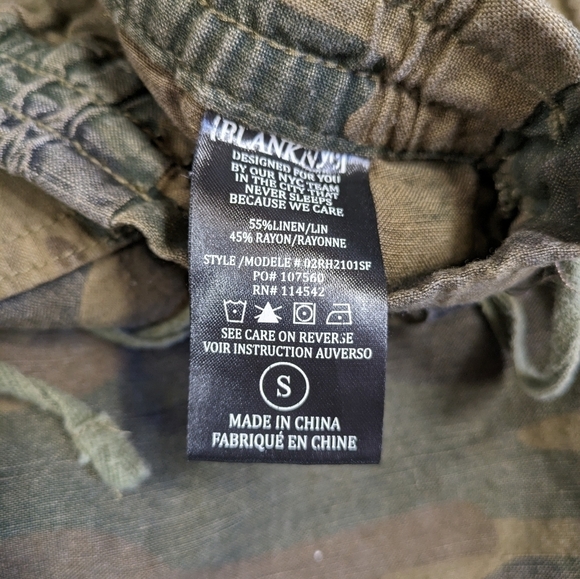 [BLANKNYC]
DESIGNED FOR YOU
BY OUR NYC TEAM
IN THE CITY THAT
NEVER SLEEPS
BECAUSE WE CARE
55%LINEN/LIN
45% RAYON/RAYONNE
STYLE /MODELE # 02RH2101SF
PO# 107560
RN# 114542
SEE CARE ON REVERSE
VOIR INSTRUCTION AUVERSO
S
MADE IN CHINA
FABRIQUÉ EN CHINE